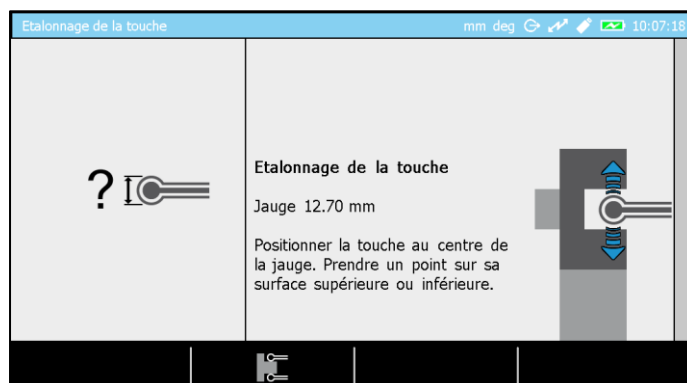 Etalonnage de la touche
mm deg 10:07:18
?
Etalonnage de la touche
Jauge 12.70 mm
Positionner la touche au centre de
la jauge. Prendre un point sur sa
surface supérieure ou inférieure.